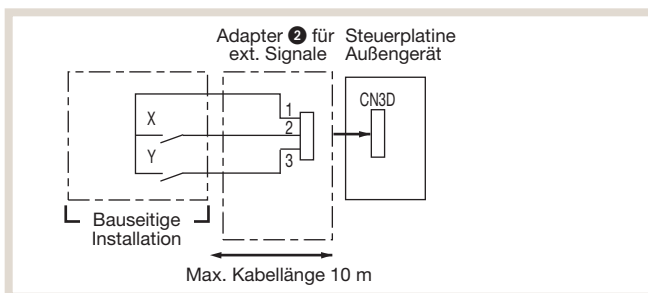 Adapter ❷ für
ext. Signale
Steuerplatine
Außengerät
CN3D
X
Y
1
2
3
Bauseitige
Installation
Max. Kabellänge 10 m